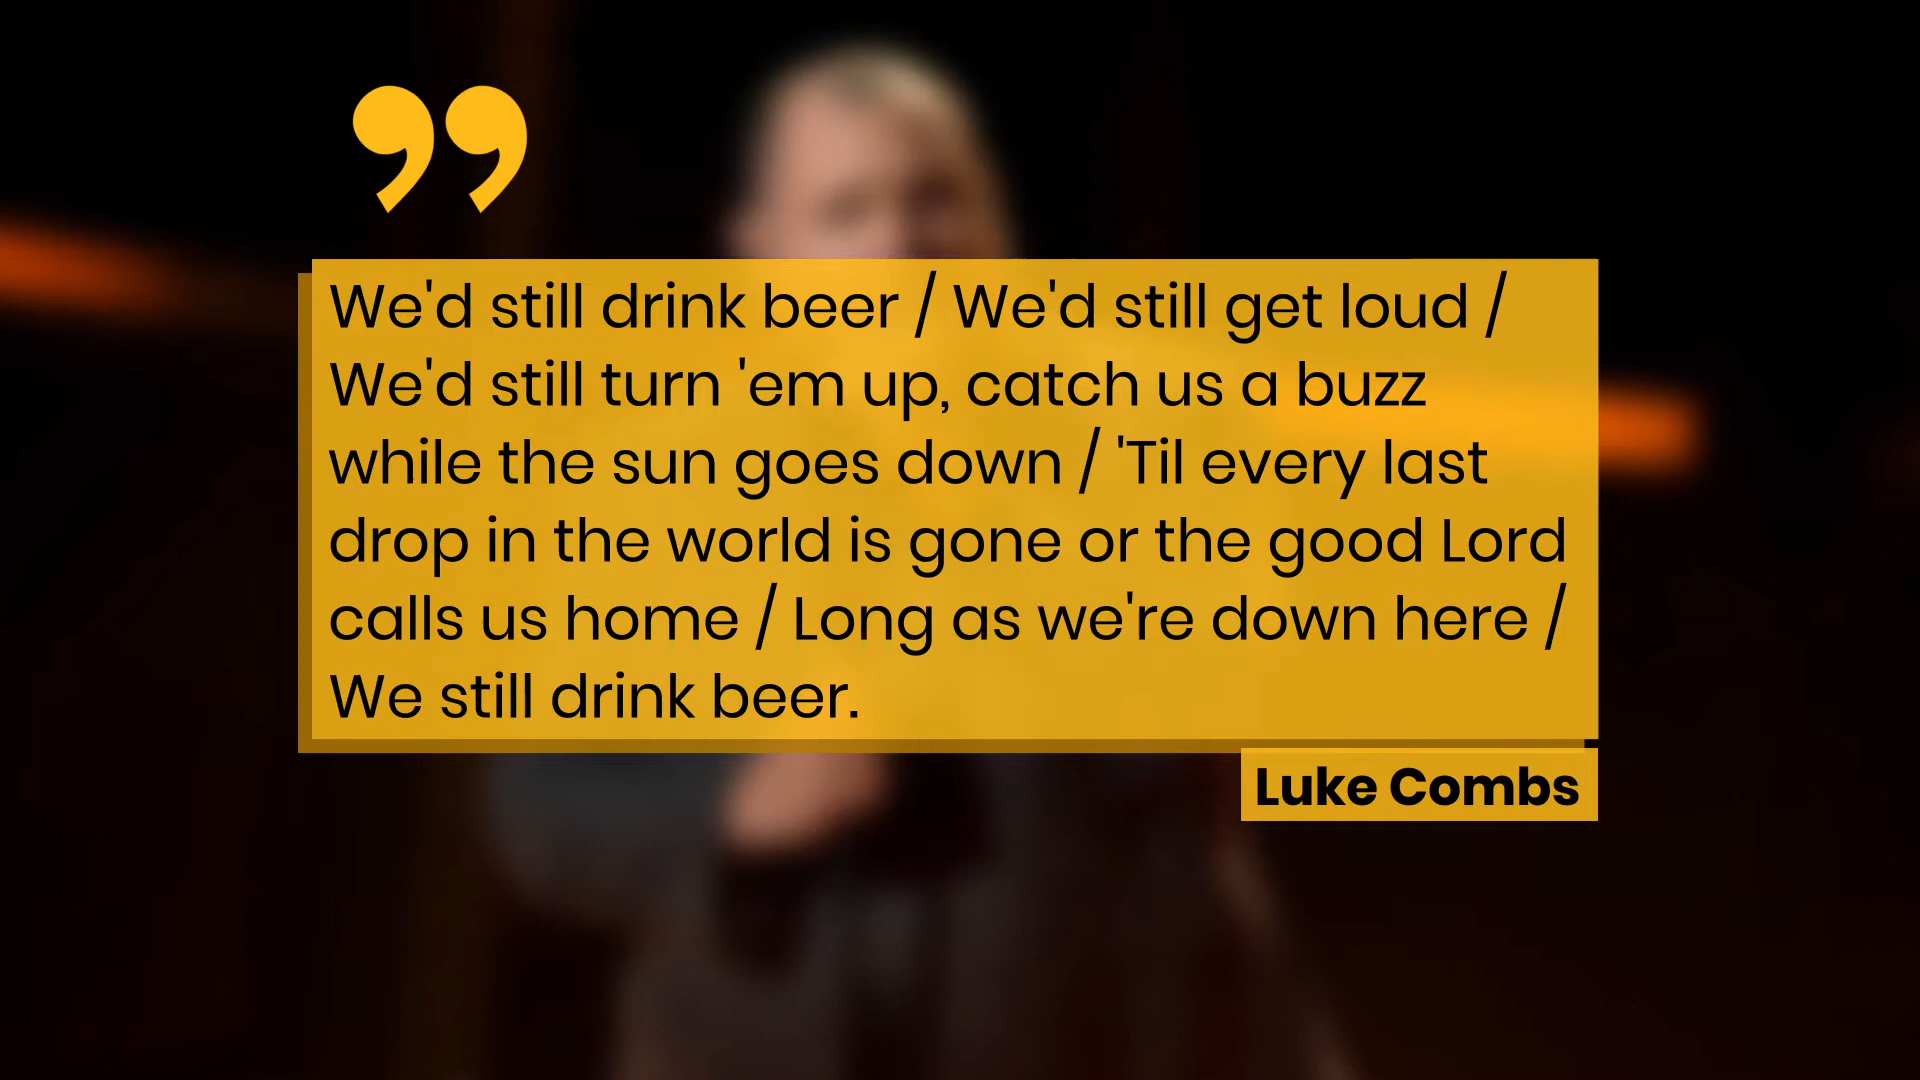 ”
We'd still drink beer / We'd still get loud /
We'd still turn 'em up, catch us a buzz
while the sun goes down / 'Til every last
drop in the world is gone or the good Lord
calls us home / Long as we're down here /
We still drink beer.
Luke Combs